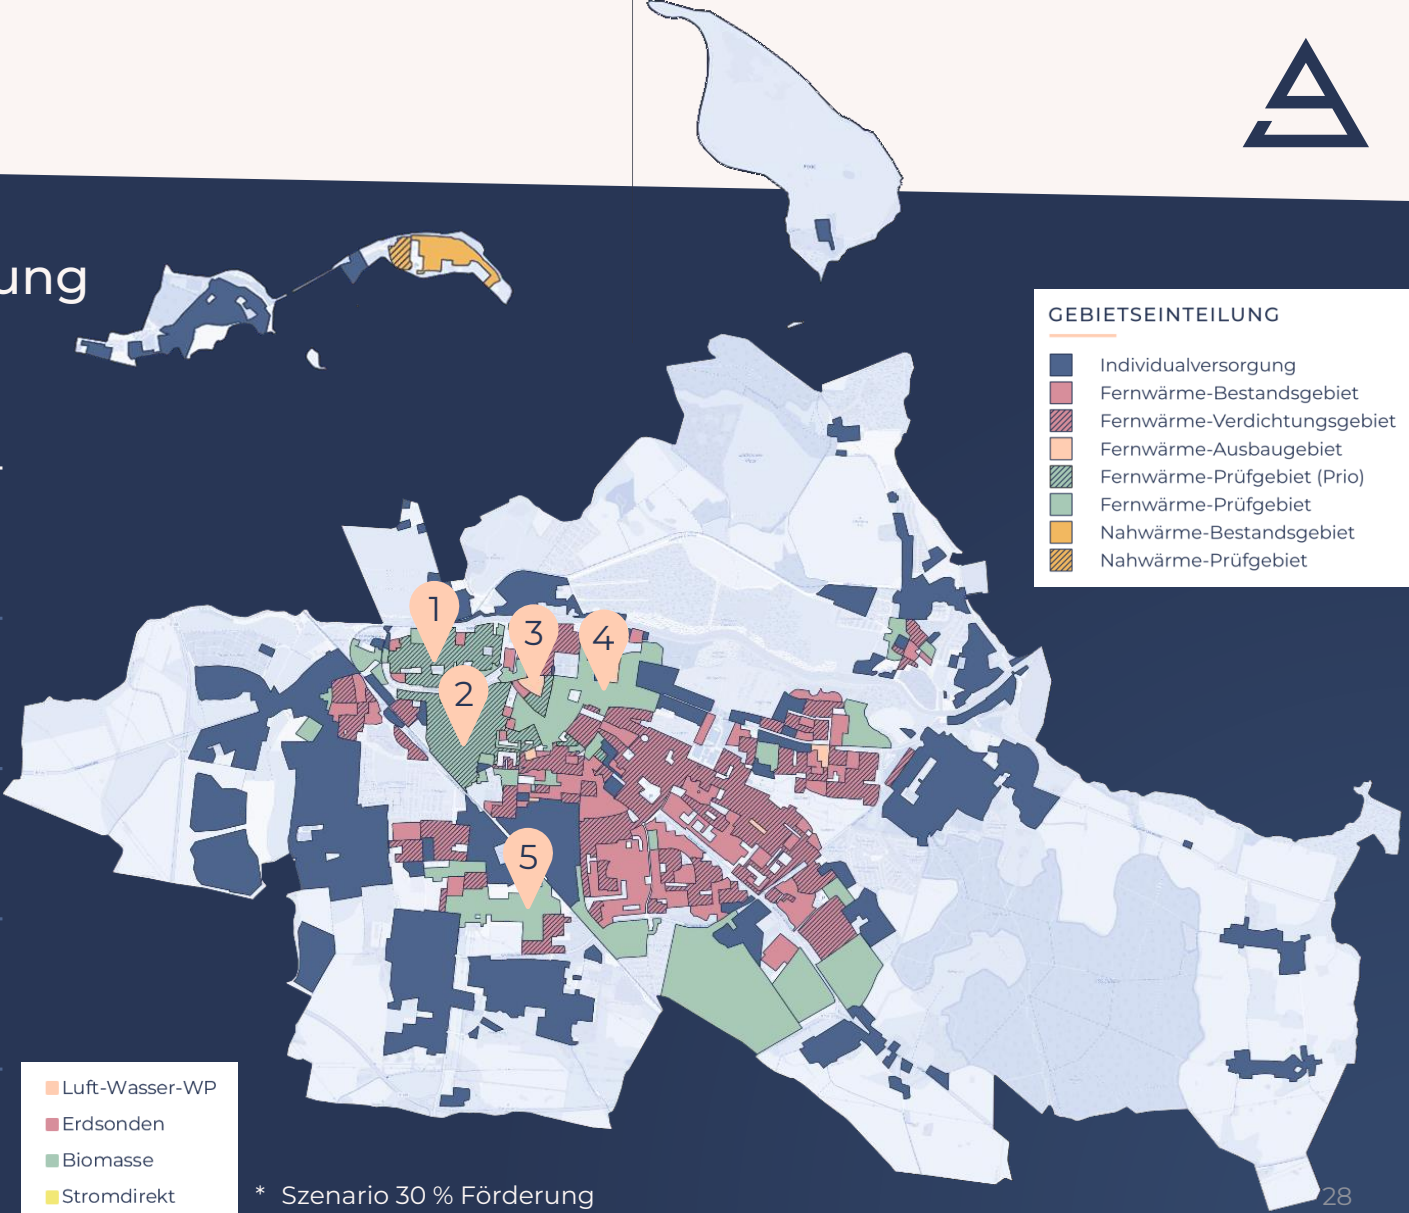 ung
GEBIETSEINTEILUNG
Individualversorgung
Fernwärme-Bestandsgebiet
Fernwärme-Verdichtungsgebiet
Fernwärme-Ausbaugebiet
Fernwärme-Prüfgebiet (Prio)
Fernwärme-Prüfgebiet
Nahwärme-Bestandsgebiet
Nahwärme-Prüfgebiet
1
3
4
2
5
Luft-Wasser-WP
Erdsonden
Biomasse
Stromdirekt
* Szenario 30 % Förderung
28